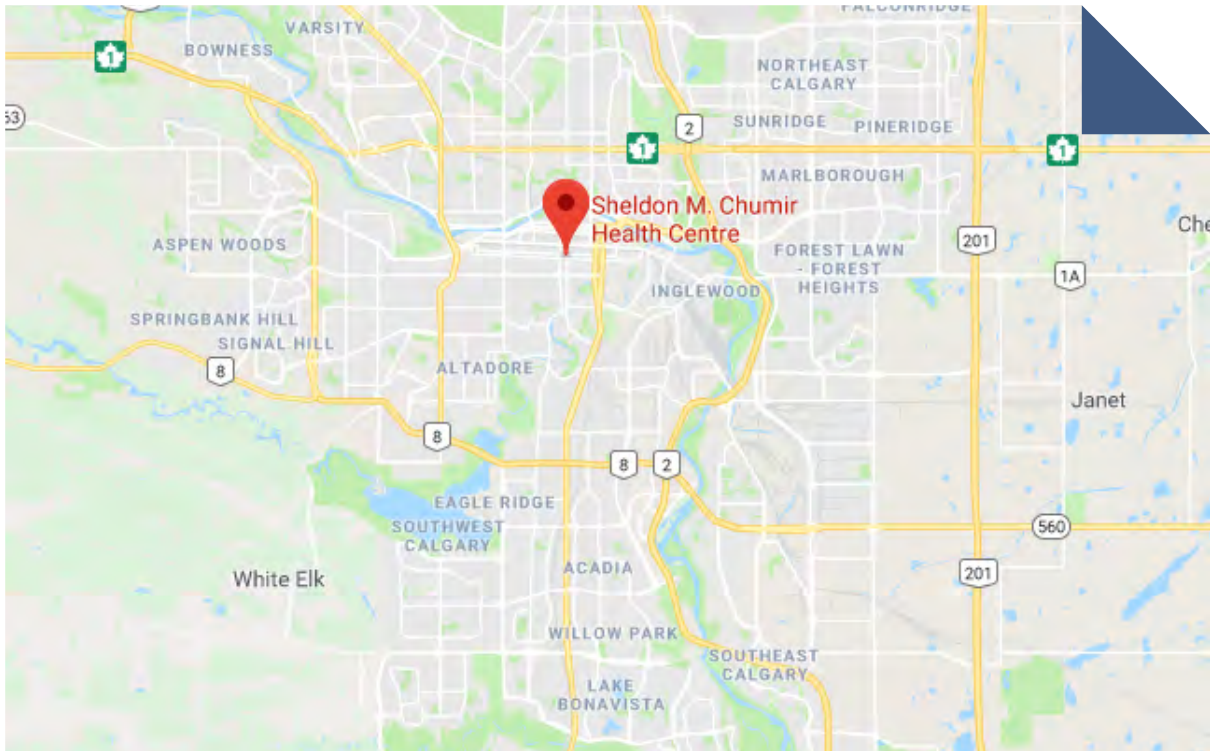 FALCONRIDGE
VARSITY
BOWNESS
1
NORTHEAST
CALGARY
63
2
SUNRIDGE
PINERIDGE
1
1
MARLBOROUGH
Sheldon M. Chumir
Health Centre
Che
ASPEN WOODS
201
FOREST LAWN
- FOREST
HEIGHTS
1A
INGLEWOOD
SPRINGBANK HILL
SIGNAL HILL
8
ALTADORE
Janet
8
8
2
EAGLE RIDGE
SOUTHWEST
CALGARY
560
ACADIA
White Elk
201
WILLOW PARK
SOUTHEAST
CALGARY
LAKE
BONAVISTA